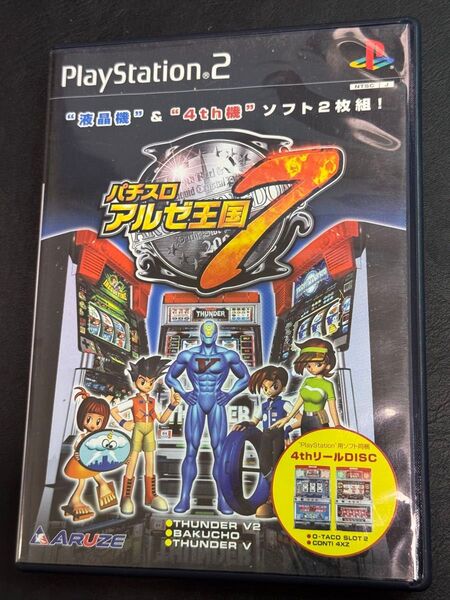 PlayStation®2
NTSC J
"液晶機" & "4th機" ソフト2枚組!
パチスロ
アルゼ王国7
THUNDER
THUNDER
"PlayStation"用ソフト同梱
4thリールDISC
●O-TACO SLOT 2
●CONTI 4XZ
●THUNDER V2
●BAKUCHO
●THUNDER V
ARUZE